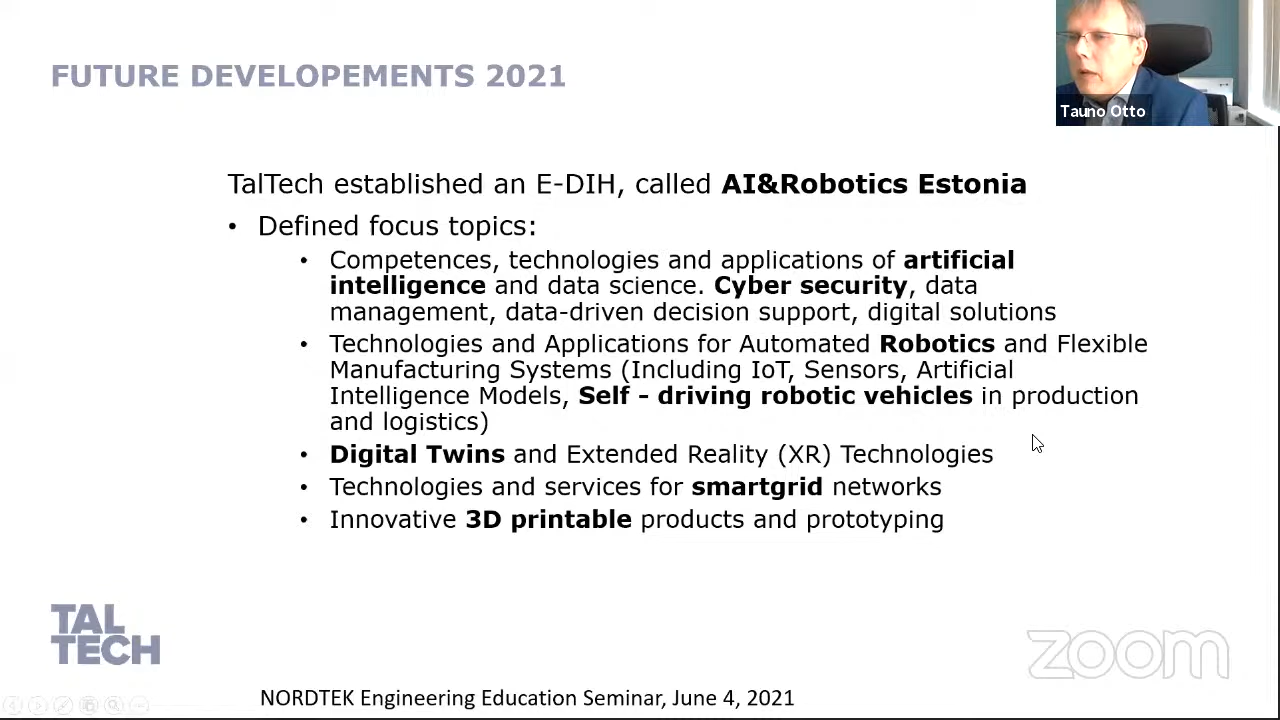 FUTURE DEVELOPEMENTS 2021
Tauno Otto
TalTech established an E-DIH, called AI&Robotics Estonia
• Defined focus topics:
• Competences, technologies and applications of artificial
intelligence and data science. Cyber security, data
management, data-driven decision support, digital solutions
• Technologies and Applications for Automated Robotics and Flexible
Manufacturing Systems (Including IoT, Sensors, Artificial
Intelligence Models, Self - driving robotic vehicles in production
and logistics)
• Digital Twins and Extended Reality (XR) Technologies
• Technologies and services for smartgrid networks
• Innovative 3D printable products and prototyping
TAL
TECH
zoom
NORDTEK Engineering Education Seminar, June 4, 2021